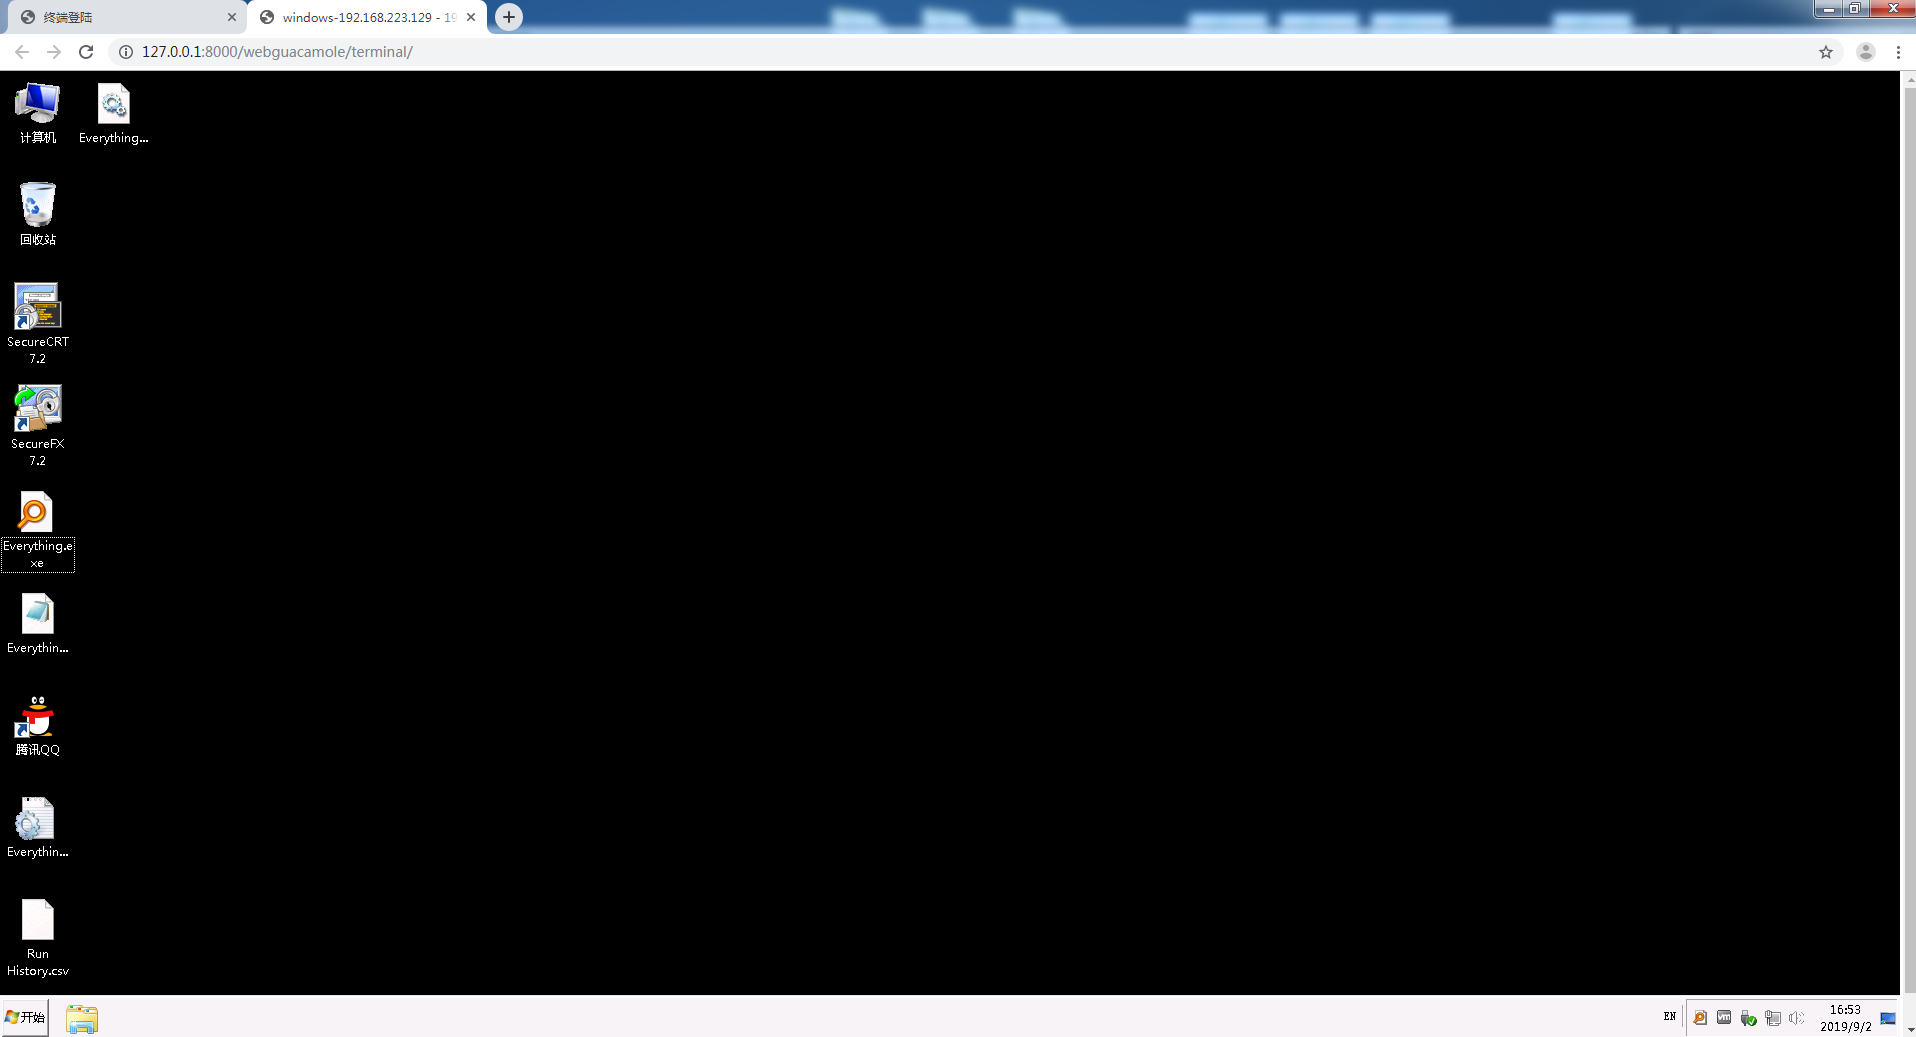 终端登陆
windows-192.168.223.129 - 19
127.0.0.1:8000/webguacamole/terminal/
计算机
Everything...
回收站
SecureCRT
7.2
SecureFX
7.2
Everything.e
xe
Everythin...
腾讯QQ
Everythin...
Run
History.csv
开始
EN
vm
16:53
2019/9/2